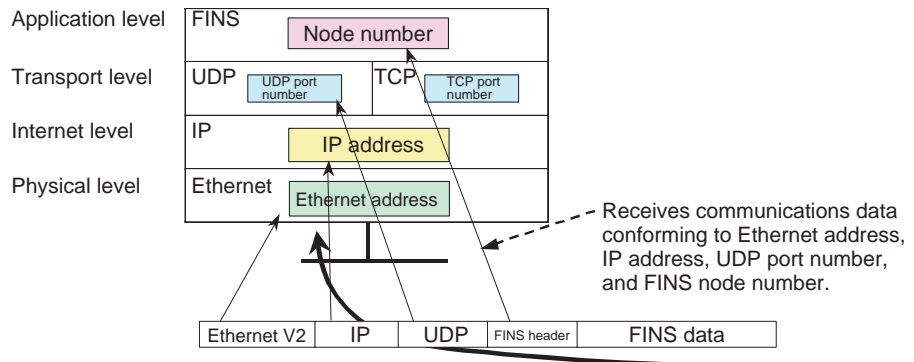 Application level
FINS
Node number
Transport level
UDP
UDP port
number
TCP
TCP port
number
Internet level
IP
IP address
Physical level
Ethernet
Ethernet address
Receives communications data
conforming to Ethernet address,
IP address, UDP port number,
and FINS node number.
Ethernet V2
IP
UDP
FINS header
FINS data